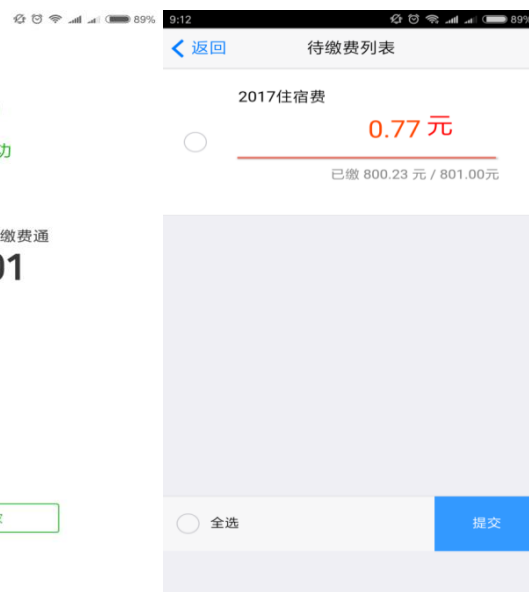 89%
功
缴费通
01
9:12
89%
返回
待缴费列表
2017住宿费
0.77 元
已缴 800.23 元 / 801.00元
全选
提交